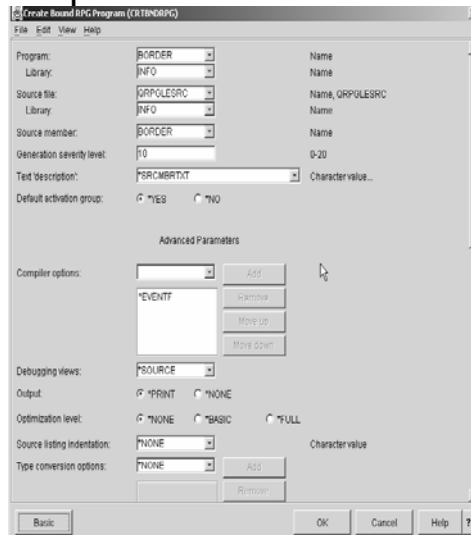 Create Bound RPG Program (CRTBNDRPG)
File Edit View Help
Program: BORDER Name
Library: INFO Name
Source file: QRPGLESRC Name, QRPGLESRC
Library: INFO Name
Source member: BORDER Name
Generation severity level: 10 0-20
Text 'description': *SRCMBRTXT Character value...
Default activation group: *YES *NO
Advanced Parameters
Compiler options: Add
*EVENTF Remove
Move up
Move down
Debugging views: *SOURCE
Output: *PRINT *NONE
Optimization level: *NONE *BASIC *FULL
Source listing indentation: *NONE Character value
Type conversion options: *NONE Add
Remove
Basic OK Cancel Help ?